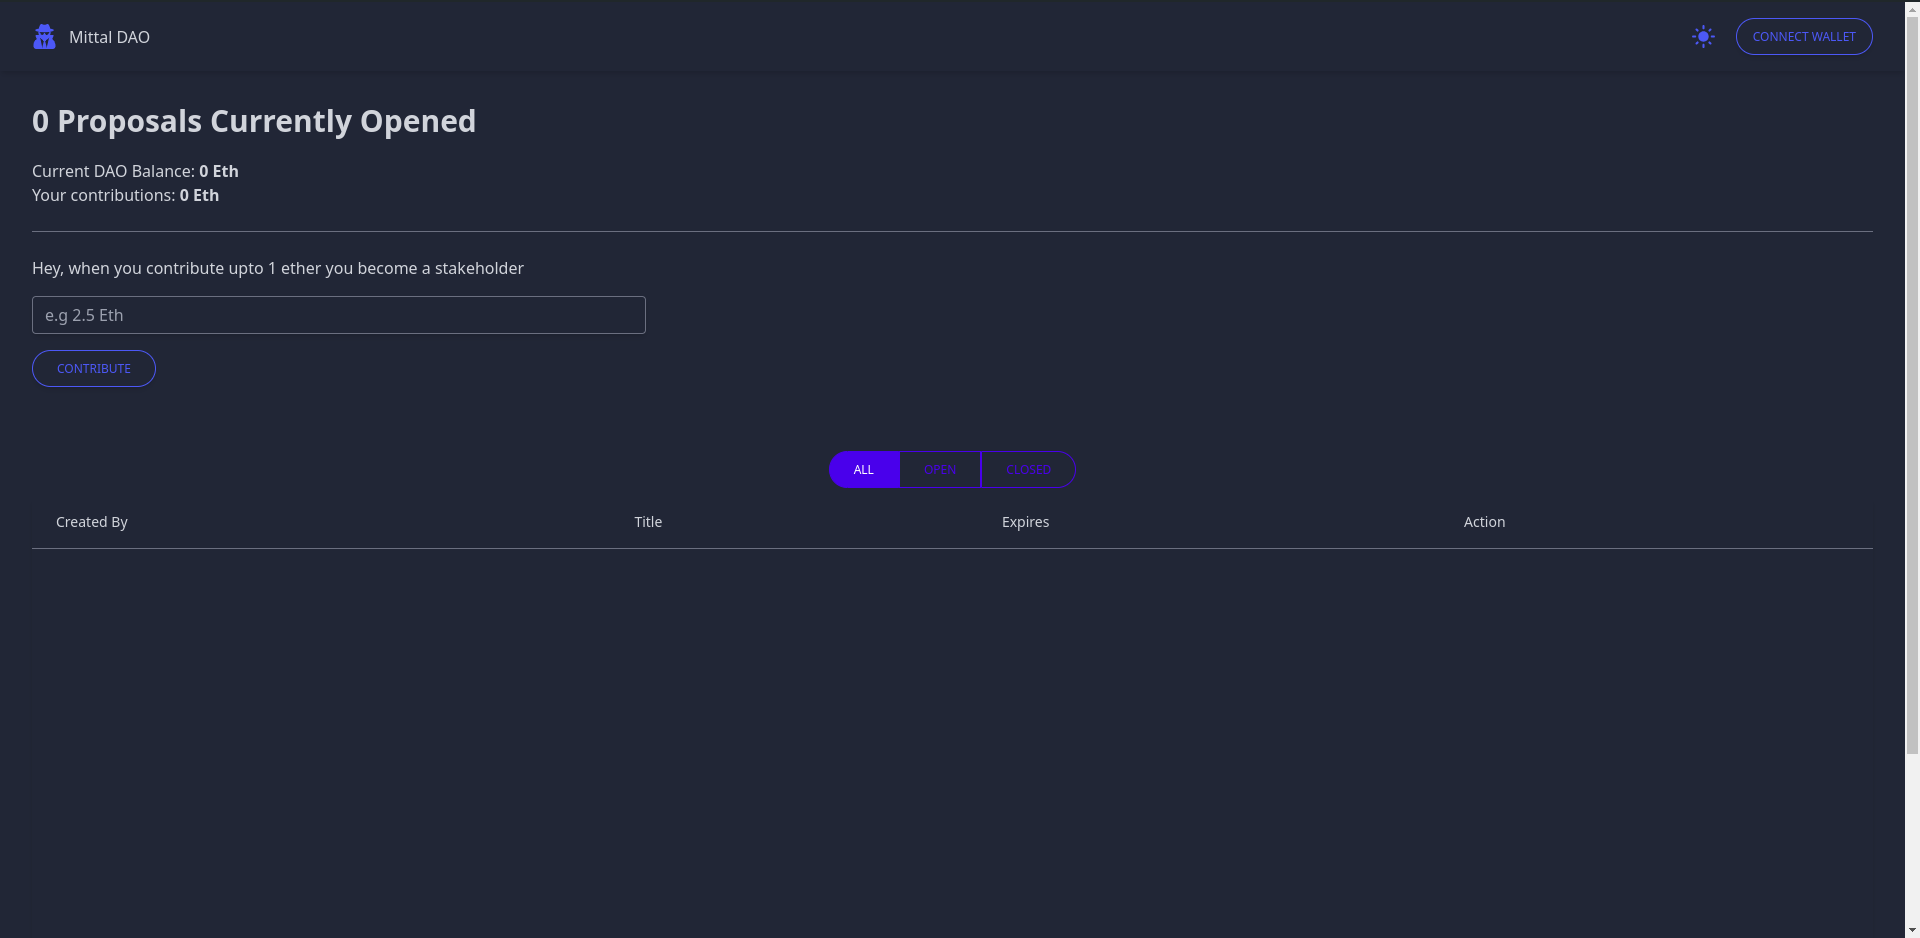 Mittal DAO
CONNECT WALLET
0 Proposals Currently Opened
Current DAO Balance: 0 Eth
Your contributions: 0 Eth
Hey, when you contribute upto 1 ether you become a stakeholder
e.g 2.5 Eth
CONTRIBUTE
ALL OPEN CLOSED
Created By Title Expires Action